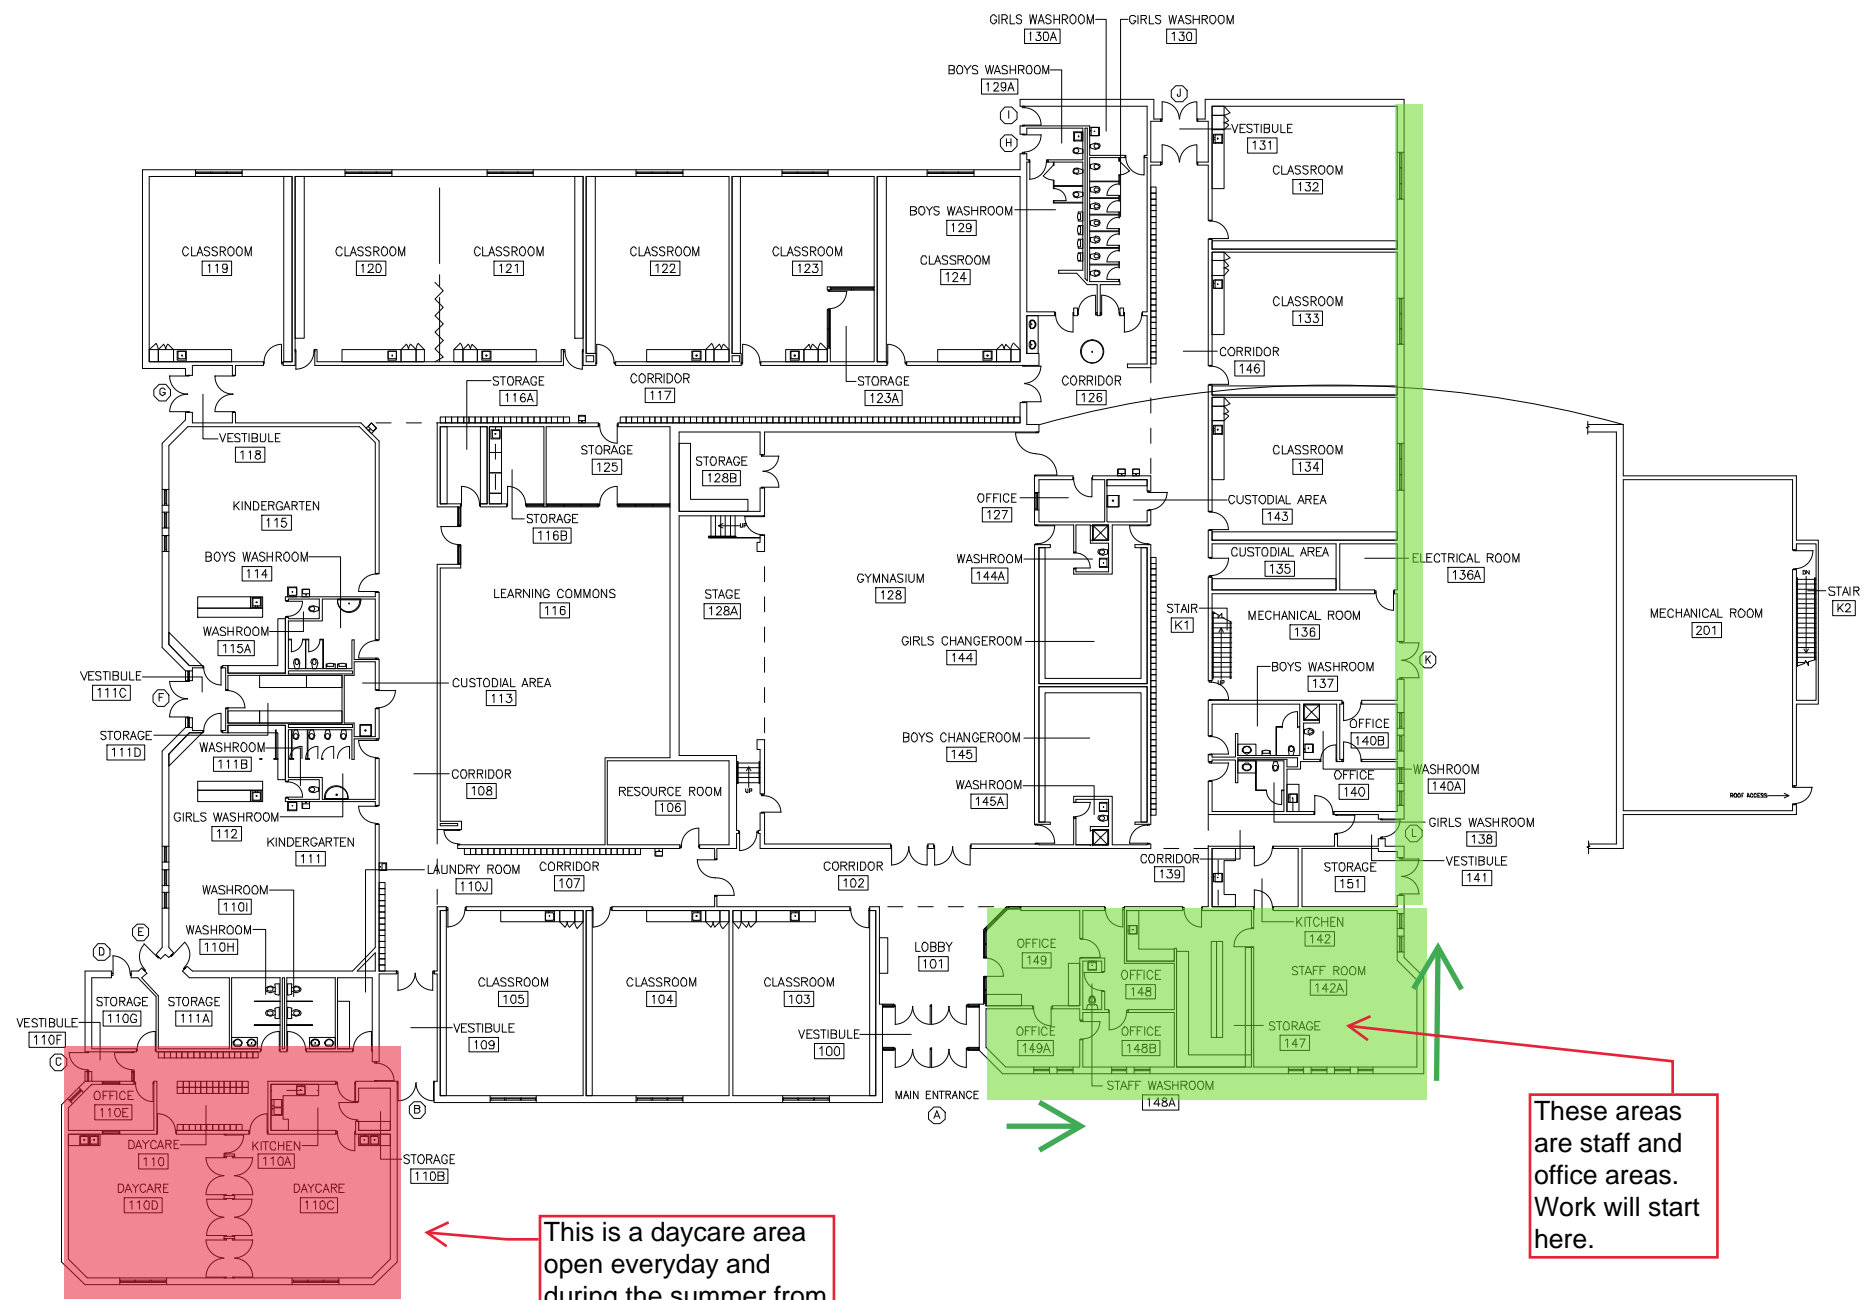 GIRLS WASHROOM
130A
GIRLS WASHROOM
130
BOYS WASHROOM
129A
I
H
J
VESTIBULE
131
CLASSROOM
132
CLASSROOM
119
CLASSROOM
120
CLASSROOM
121
CLASSROOM
122
CLASSROOM
123
BOYS WASHROOM
129
CLASSROOM
124
CLASSROOM
133
CORRIDOR
146
G
STORAGE
116A
CORRIDOR
117
STORAGE
123A
CORRIDOR
126
VESTIBULE
118
STORAGE
125
STORAGE
128B
CLASSROOM
134
KINDERGARTEN
115
STORAGE
116B
OFFICE
127
CUSTODIAL AREA
143
UP
BOYS WASHROOM
114
WASHROOM
144A
CUSTODIAL AREA
135
ELECTRICAL ROOM
136A
LEARNING COMMONS
116
STAGE
128A
GYMNASIUM
128
STAIR
K1
MECHANICAL ROOM
136
UP
MECHANICAL ROOM
201
DN
STAIR
K2
WASHROOM
115A
GIRLS CHANGEROOM
144
K
VESTIBULE
111C
F
CUSTODIAL AREA
113
BOYS WASHROOM
137
STORAGE
111D
WASHROOM
111B
OFFICE
140B
BOYS CHANGEROOM
145
CORRIDOR
108
UP
OFFICE
140
WASHROOM
140A
RESOURCE ROOM
106
WASHROOM
145A
ROOF ACCESS
GIRLS WASHROOM
112
KINDERGARTEN
111
L
GIRLS WASHROOM
138
LAUNDRY ROOM
110J
CORRIDOR
107
CORRIDOR
102
CORRIDOR
139
STORAGE
151
VESTIBULE
141
WASHROOM
110I
WASHROOM
110H
E
D
KITCHEN
142
LOBBY
101
OFFICE
149
OFFICE
148
STAFF ROOM
142A
CLASSROOM
105
CLASSROOM
104
CLASSROOM
103
STORAGE
110G
STORAGE
111A
VESTIBULE
110F
C
VESTIBULE
109
VESTIBULE
100
OFFICE
149A
OFFICE
148B
STORAGE
147
STAFF WASHROOM
148A
MAIN ENTRANCE
A
B
OFFICE
110E
DAYCARE
110
KITCHEN
110A
STORAGE
110B
DAYCARE
110D
DAYCARE
110C
These areas
are staff and
office areas.
Work will start
here.
This is a daycare area
open everyday and
during the summer from